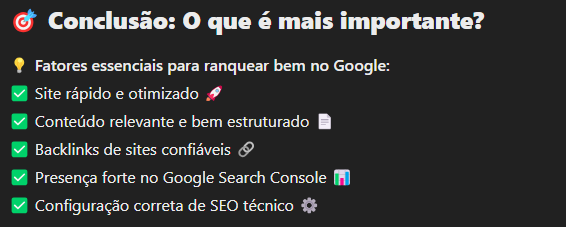 🎯 Conclusão: O que é mais importante?
💡 Fatores essenciais para ranquear bem no Google:
✅ Site rápido e otimizado 🚀
✅ Conteúdo relevante e bem estruturado 📄
✅ Backlinks de sites confiáveis 🔗
✅ Presença forte no Google Search Console 📊
✅ Configuração correta de SEO técnico ⚙️